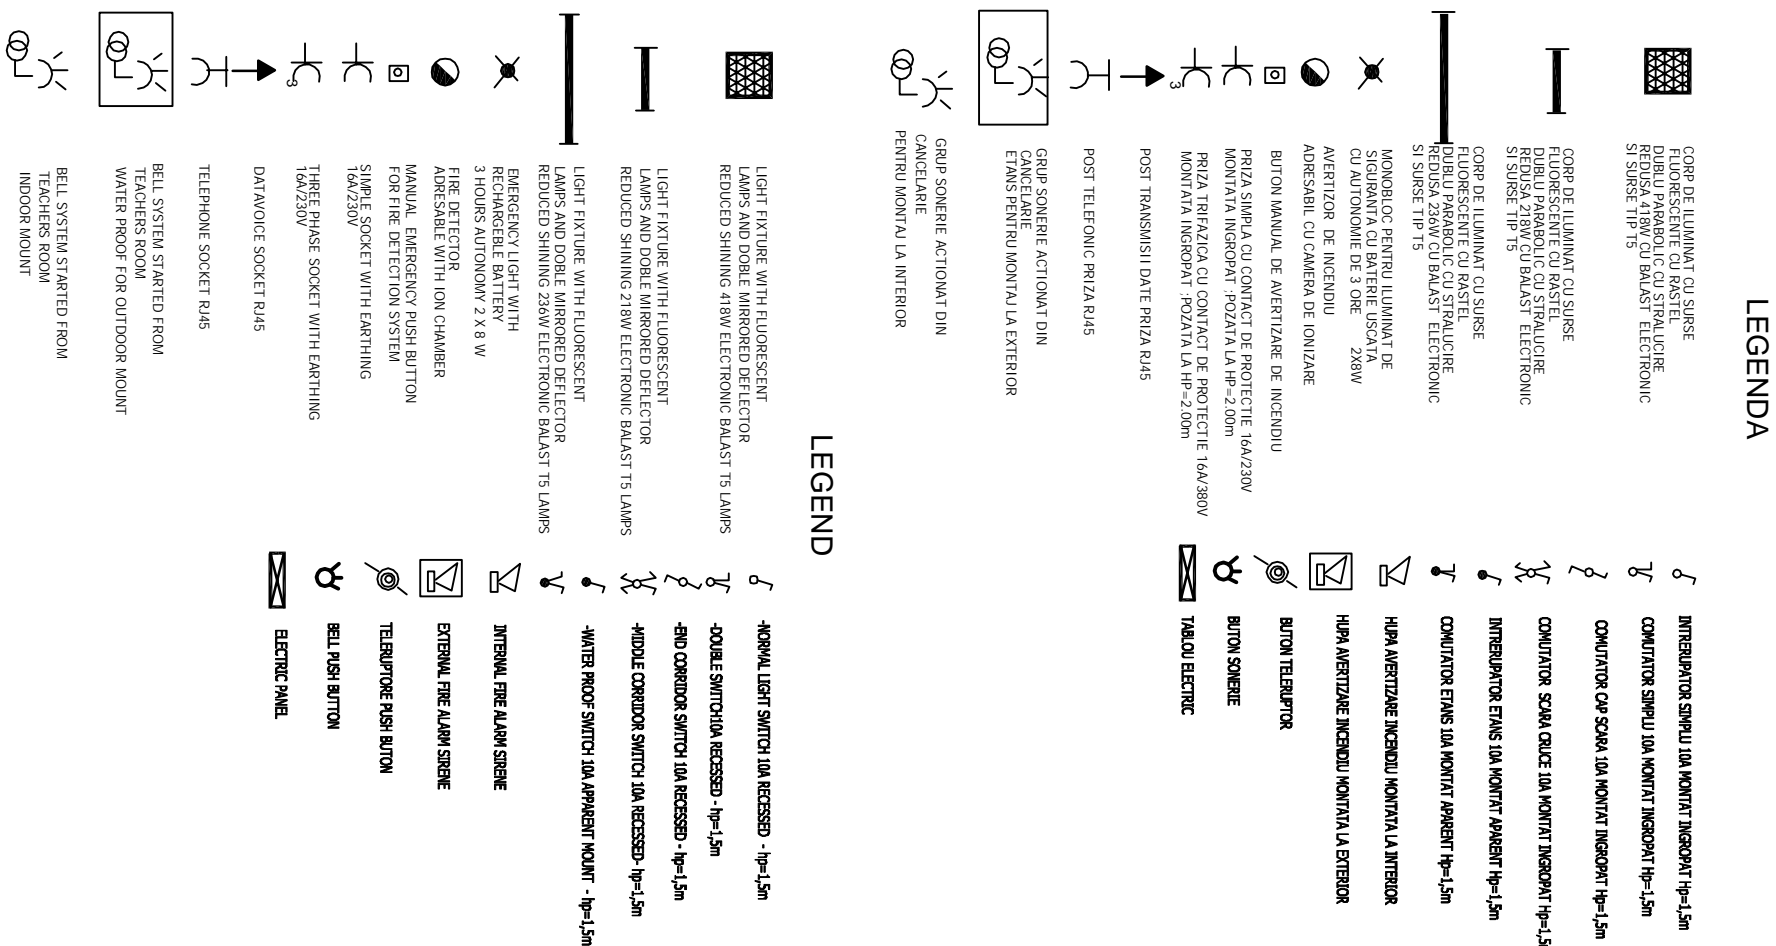 LEGENDA
CORP DE ILUMINAT CU SURSE
FLUORESCENTE CU RASTEL
DUBLU PARABOLIC CU STRALUCIRE
REDUSA 418W CU BALAST ELECTRONIC
SI SURSE TIP T5
CORP DE ILUMINAT CU SURSE
FLUORESCENTE CU RASTEL
DUBLU PARABOLIC CU STRALUCIRE
REDUSA 218W CU BALAST ELECTRONIC
SI SURSE TIP T5
CORP DE ILUMINAT CU SURSE
FLUORESCENTE CU RASTEL
DUBLU PARABOLIC CU STRALUCIRE
REDUSA 236W CU BALAST ELECTRONIC
SI SURSE TIP T5
MONOBLOC PENTRU ILUMINAT DE
SIGURANTA CU BATERIE USCATA
CU AUTONOMIE DE 3 ORE 2X8W
AVERTIZOR DE INCENDIU
ADRESABIL CU CAMERA DE IONIZARE
BUTON MANUAL DE AVERTIZARE DE INCENDIU
PRIZA SIMPLA CU CONTACT DE PROTECTIE 16A/230V
MONTATA INGROPAT ;POZATA LA HP=2.00m
3
PRIZA TRIFAZICA CU CONTACT DE PROTECTIE 16A/380V
MONTATA INGROPAT ;POZATA LA HP=2.00m
POST TRANSMISII DATE PRIZA RJ45
POST TELEFONIC PRIZA RJ45
GRUP SONERIE ACTIONAT DIN
CANCELARIE
ETANS PENTRU MONTAJ LA EXTERIOR
GRUP SONERIE ACTIONAT DIN
CANCELARIE
PENTRU MONTAJ LA INTERIOR
INTRERUPATOR SIMPLU 10A MONTAT INGROPAT Hp=1,5m
COMUTATOR SIMPLU 10A MONTAT INGROPAT Hp=1,5m
COMUTATOR CAP SCARA 10A MONTAT INGROPAT Hp=1,5m
COMUTATOR SCARA CRUCE 10A MONTAT INGROPAT Hp=1,5m
INTRERUPATOR ETANS 10A MONTAT APARENT Hp=1,5m
COMUTATOR ETANS 10A MONTAT APARENT Hp=1,5m
HUPA AVERTIZARE INCENDIU MONTATA LA INTERIOR
HUPA AVERTIZARE INCENDIU MONTATA LA EXTERIOR
BUTON TELERUPTOR
BUTON SONERIE
TABLOU ELECTRIC
LEGEND
LIGHT FIXTURE WITH FLUORESCENT
LAMPS AND DOBLE MIRRORED DEFLECTOR
REDUCED SHINING 418W ELECTRONIC BALAST T5 LAMPS
LIGHT FIXTURE WITH FLUORESCENT
LAMPS AND DOBLE MIRRORED DEFLECTOR
REDUCED SHINING 218W ELECTRONIC BALAST T5 LAMPS
LIGHT FIXTURE WITH FLUORESCENT
LAMPS AND DOBLE MIRRORED DEFLECTOR
REDUCED SHINING 236W ELECTRONIC BALAST T5 LAMPS
EMERGENCY LIGHT WITH
RECHARGEBLE BATTERY
3 HOURS AUTONOMY 2 X 8 W
FIRE DETECTOR
ADRESABLE WITH ION CHAMBER
MANUAL EMERGENCY PUSH BUTTON
FOR FIRE DETECTION SYSTEM
SIMPLE SOCKET WITH EARTHING
16A/230V
3
THREE PHASE SOCKET WITH EARTHING
16A/230V
DATAVOICE SOCKET RJ45
TELEPHONE SOCKET RJ45
BELL SYSTEM STARTED FROM
TEACHERS ROOM
WATER PROOF FOR OUTDOOR MOUNT
BELL SYSTEM STARTED FROM
TEACHERS ROOM
INDOOR MOUNT
-NORMAL LIGHT SWITCH 10A RECESSED - hp=1,5m
-DOUBLE SWITCH10A RECESSED - hp=1,5m
-END CORRIDOR SWITCH 10A RECESSED - hp=1,5m
-MIDDLE CORRIDOR SWITCH 10A RECESSED- hp=1,5m
-WATER PROOF SWITCH 10A APPARENT MOUNT - hp=1,5m
INTERNAL FIRE ALARM SIRENE
EXTERNAL FIRE ALARM SIRENE
TELERUPTORE PUSH BUTON
BELL PUSH BUTTON
ELECTRIC PANEL